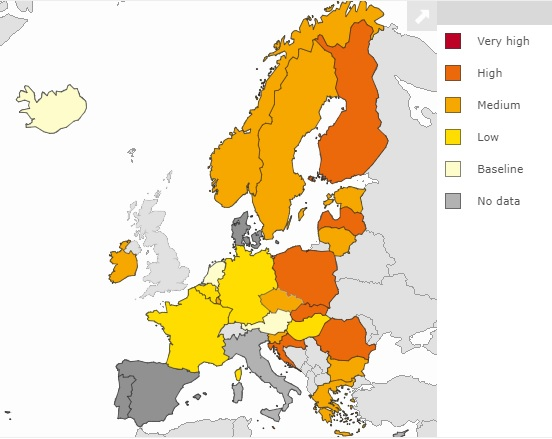 Very high
High
Medium
Low
Baseline
No data